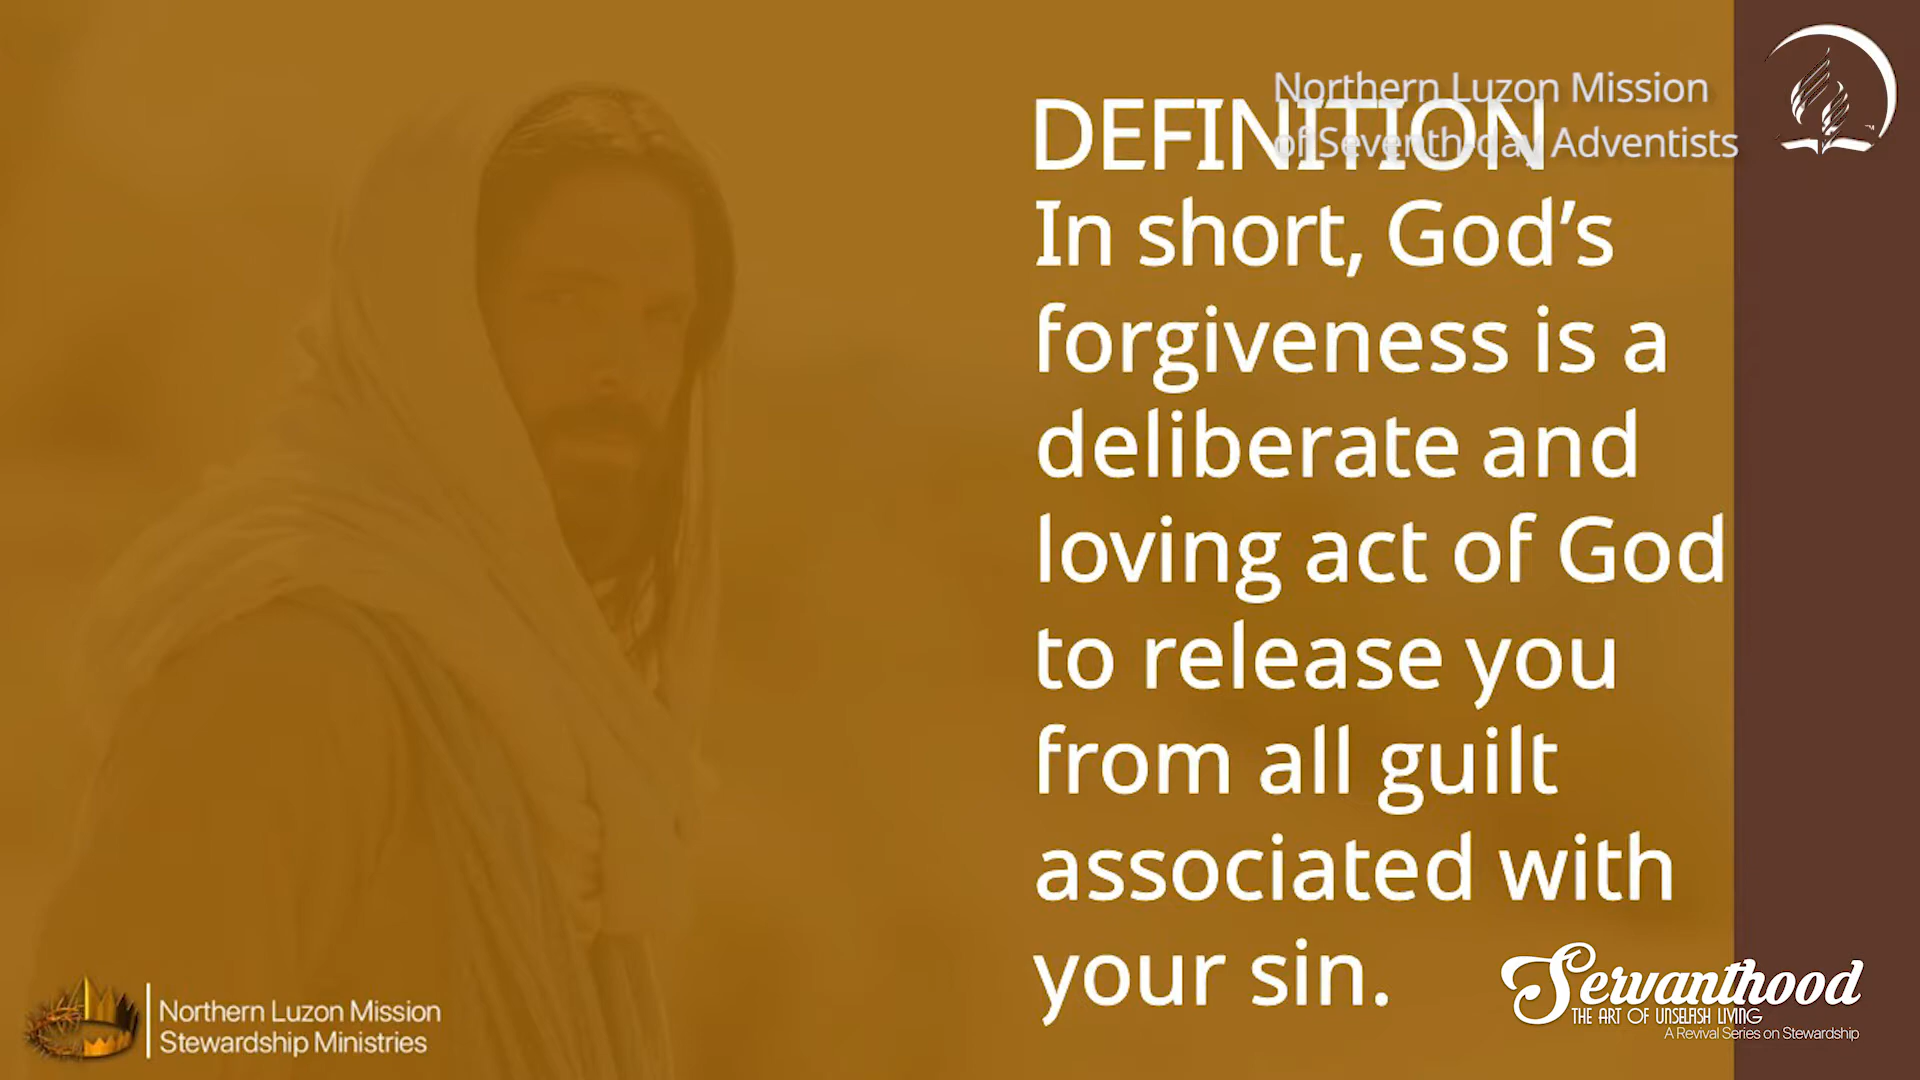 Northern Luzon Mission
of Seventh-day Adventists
DEFINITION
In short, God’s
forgiveness is a
deliberate and
loving act of God
to release you
from all guilt
associated with
your sin.
Northern Luzon Mission
Stewardship Ministries
Servanthood
THE ART OF UNSELFISH LIVING
A Revival Series on Stewardship